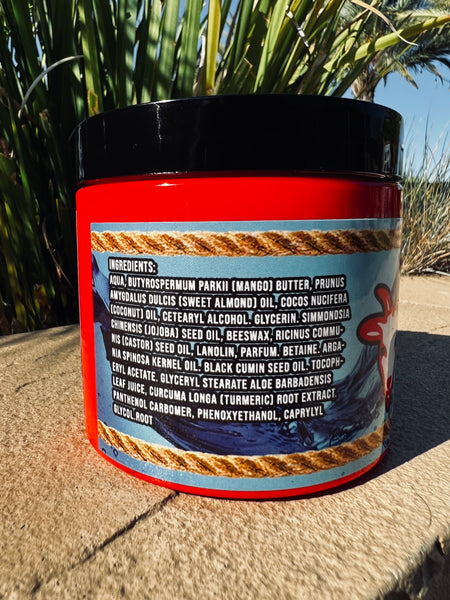 INGREDIENTS:
AQUA, BUTYROSPERMUM PARKII (MANGO) BUTTER, PRUNUS
AMYGDALUS DULCIS (SWEET ALMOND) OIL, COCOS NUCIFERA
(COCONUT) OIL, CETEARYL ALCOHOL. GLYCERIN. SIMMONDSIA
CHINENSIS (JOJOBA) SEED OIL, BEESWAX, RICINUS COMMU-
NIS (CASTOR) SEED OIL, LANOLIN, PARFUM. BETAINE. ARGA-
NIA SPINOSA KERNEL OIL. BLACK CUMIN SEED OIL. TOCOPH-
ERYL ACETATE. GLYCERYL STEARATE ALOE BARBADENSIS
LEAF JUICE, CURCUMA LONGA (TURMERIC) ROOT EXTRACT.
PANTHENOL CARBOMER, PHENOXYETHANOL, CAPRYLYL
GLYCOL.ROOT